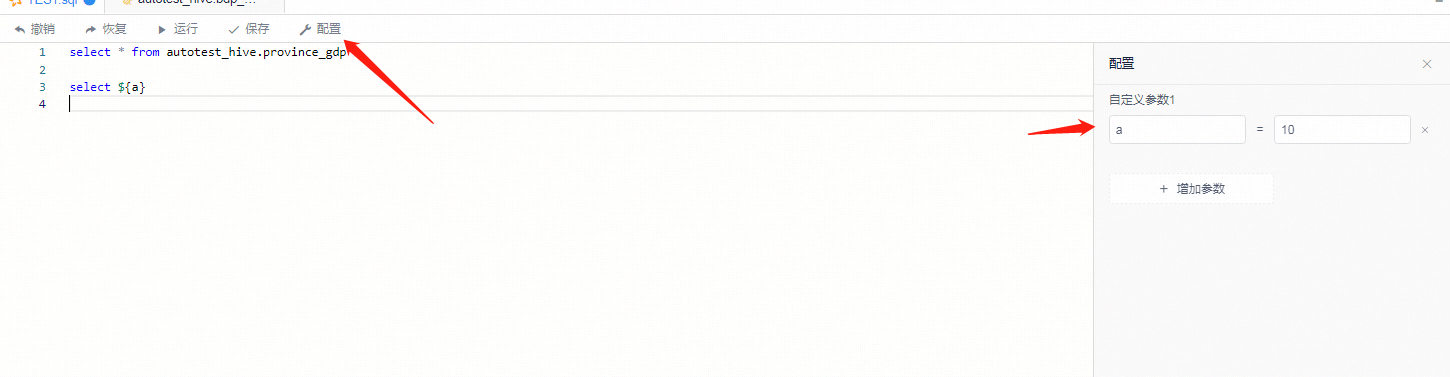 TEST.sql
autotest_hive.bdp_...
撤销
恢复
运行
保存
配置
1 select * from autotest_hive.province_gdp
2
3 select ${a}
4
配置
自定义参数1
a = 10
+ 增加参数